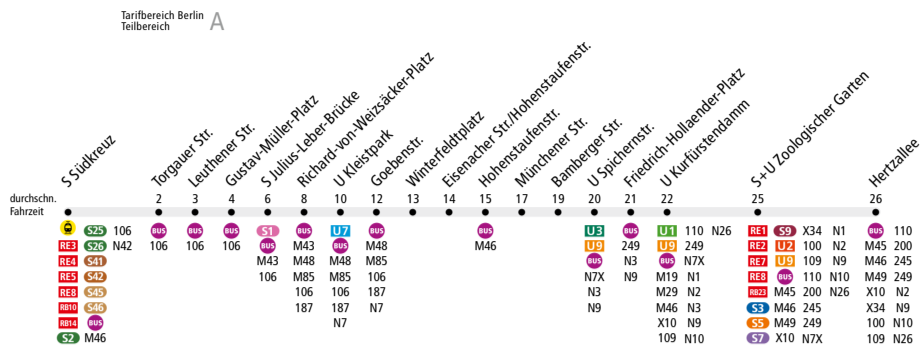 Tarifbereich Berlin
Teilbereich A
S Südkreuz
Torgauer Str.
Leuthener Str.
Gustav-Müller-Platz
S Julius-Leber-Brücke
Richard-von-Weizsäcker-Platz
U Kleistpark
Goebenstr.
Winterfeldtplatz
Eisenacher Str./Hohenstaufenstr.
Hohenstaufenstr.
Münchener Str.
Bamberger Str.
U Spichernstr.
Friedrich-Hollaender-Platz
U Kurfürstendamm
S+U Zoologischer Garten
Hertzallee
durchschn. 2 3 4 6 8 10 12 13 14 15 17 19 20 21 22 25 26
Fahrzeit
S25 106 BUS BUS BUS S1 BUS U7 BUS BUS U3 BUS U1 110 N26 RE1 S9 X34 N1 BUS 110
RE3 S26 N42 106 106 106 BUS M43 BUS M48 M46 U9 249 U9 249 RE2 U2 100 N2 M45 200
RE4 S41 M43 M48 M48 M85 BUS N3 BUS N7X RE7 U9 109 N9 M46 245
RE5 S42 106 M85 M85 106 N7X N9 M19 N1 RE8 BUS 110 N10 M49 249
RE8 S45 106 106 187 N3 M29 N2 RB23 M45 200 N26 X10 N2
RB10 S46 187 187 N7 N9 M46 N3 S3 M46 245 X34 N9
RB14 BUS N7 X10 N9 S5 M49 249 100 N10
S2 M46 109 N10 S7 X10 N7X 109 N26